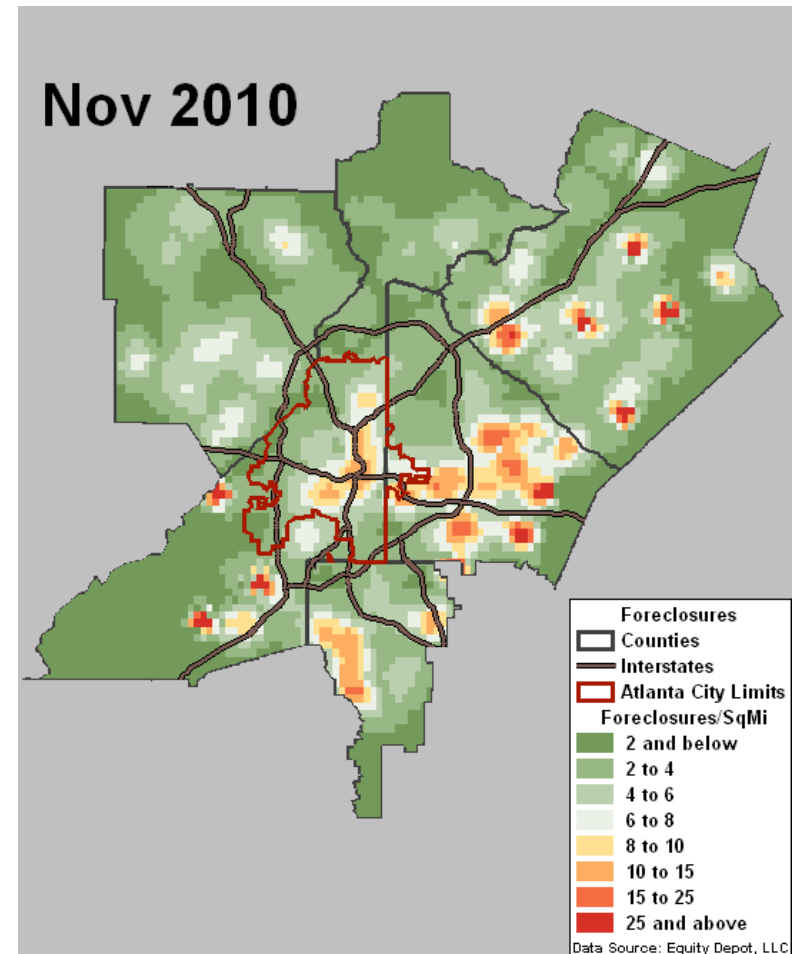 Nov 2010
Foreclosures
Counties
Interstates
Atlanta City Limits
Foreclosures/SqMi
2 and below
2 to 4
4 to 6
6 to 8
8 to 10
10 to 15
15 to 25
25 and above
Data Source: Equity Depot, LLC